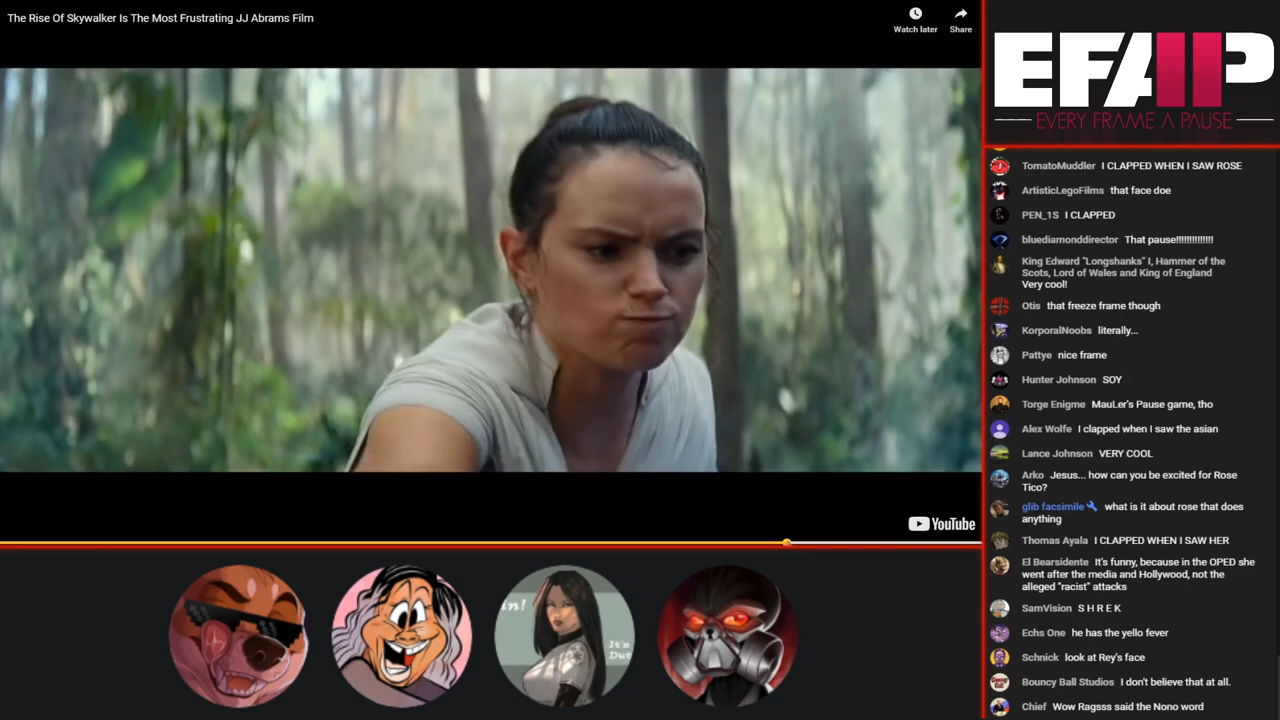 The Rise Of Skywalker Is The Most Frustrating JJ Abrams Film
Watch later
Share
EFAP
EVERY FRAME A PAUSE
TomatoMuddler I CLAPPED WHEN I SAW ROSE
ArtisticLegoFilms that face doe
PEN_1S I CLAPPED
bluediamonddirector That pause!!!!!!!!!!!!!!
King Edward "Longshanks" I, Hammer of the
Scots, Lord of Wales and King of England
Very cool!
Otis that freeze frame though
KorporalNoobs literally...
Pattye nice frame
Hunter Johnson SOY
Torge Enigme MauLer's Pause game, tho
Alex Wolfe I clapped when I saw the asian
Lance Johnson VERY COOL
Arko Jesus... how can you be excited for Rose
Tico?
glib facsimile what is it about rose that does
anything
Thomas Ayala I CLAPPED WHEN I SAW HER
El Bearsidente It's funny, because in the OPED she
went after the media and Hollywood, not the
alleged "racist" attacks
SamVision S H R E K
Echs One he has the yello fever
Schnick look at Rey's face
Bouncy Ball Studios I don't believe that at all.
Chief Wow Ragsss said the Nono word
YouTube
in!
It's